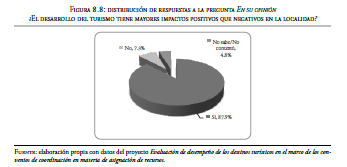 FIGURA 8.8: DISTRIBUCIÓN DE RESPUESTAS A LA PREGUNTA EN SU OPINIÓN
¿EL DESARROLLO DEL TURISMO TIENE MAYORES IMPACTOS POSITIVOS QUE NEGATIVOS EN LA LOCALIDAD?
No, 7.3%
No sabe/No
contestó,
4.8%
Sí, 87.9%
FUENTE: elaboración propia con datos del proyecto Evaluación de desempeño de los destinos turísticos en el marco de los con-
venios de coordinación en materia de asignación de recursos.